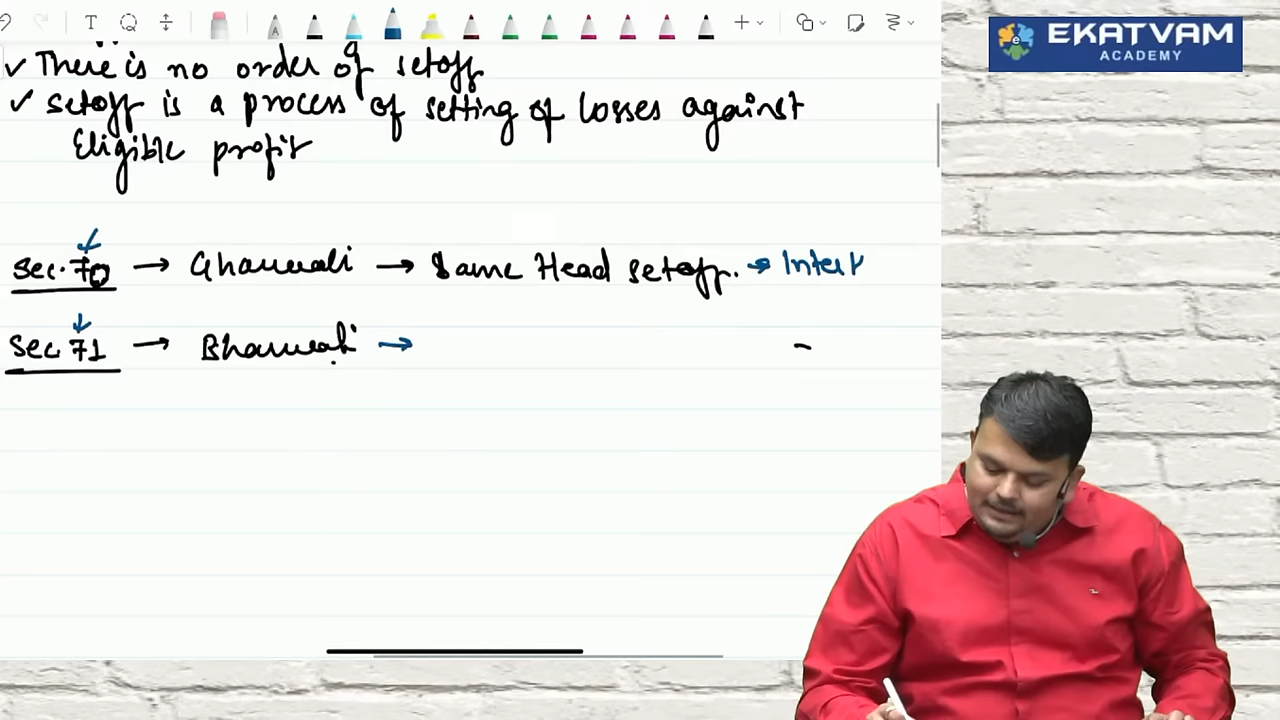 EKATVAM
ACADEMY
✓ There is no order of setoff
✓ Setoff is a process of setting of losses against
Eligible profit
Sec. 70 → Gharwali → Same Head setoff. → Inter
Sec 71 → Bharwali →